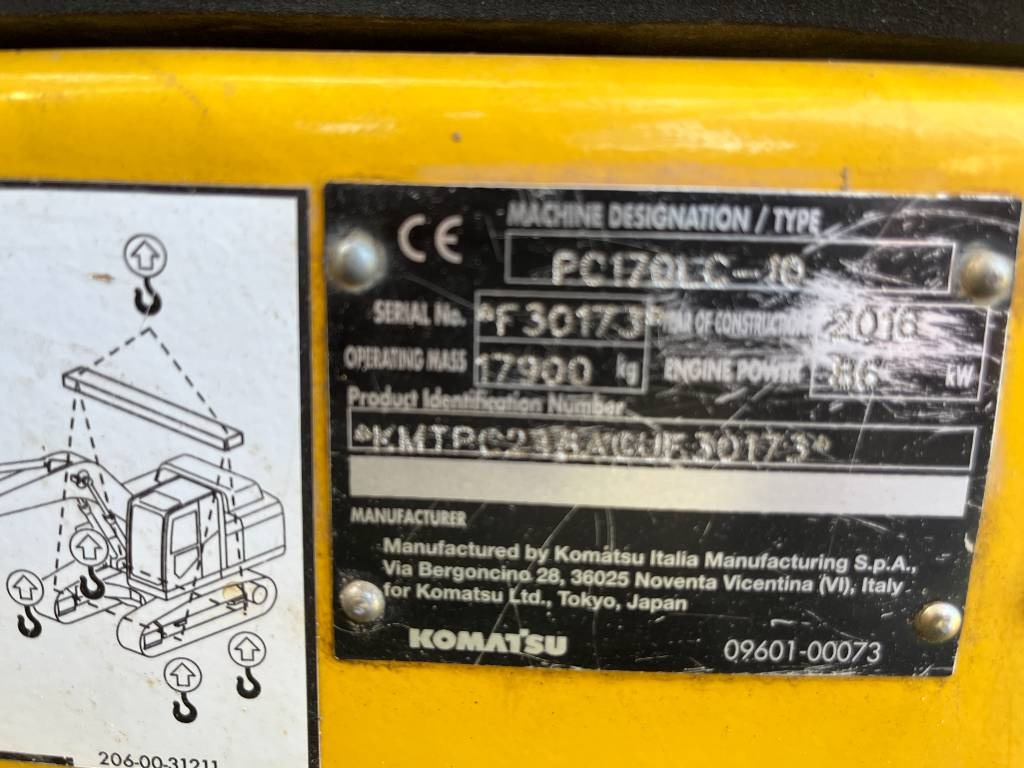 CE
MACHINE DESIGNATION / TYPE
PC170LC-10
SERIAL No. *F30173* YEAR OF CONSTRUCTION 2016
OPERATING MASS 17900 kg ENGINE POWER 86 kW
Product Identification Number
MANUFACTURER
Manufactured by Komatsu Italia Manufacturing S.p.A.,
Via Bergoncino 28, 36025 Noventa Vicentina (VI), Italy
for Komatsu Ltd., Tokyo, Japan
KOMATSU 09601-00073
206-00-31211